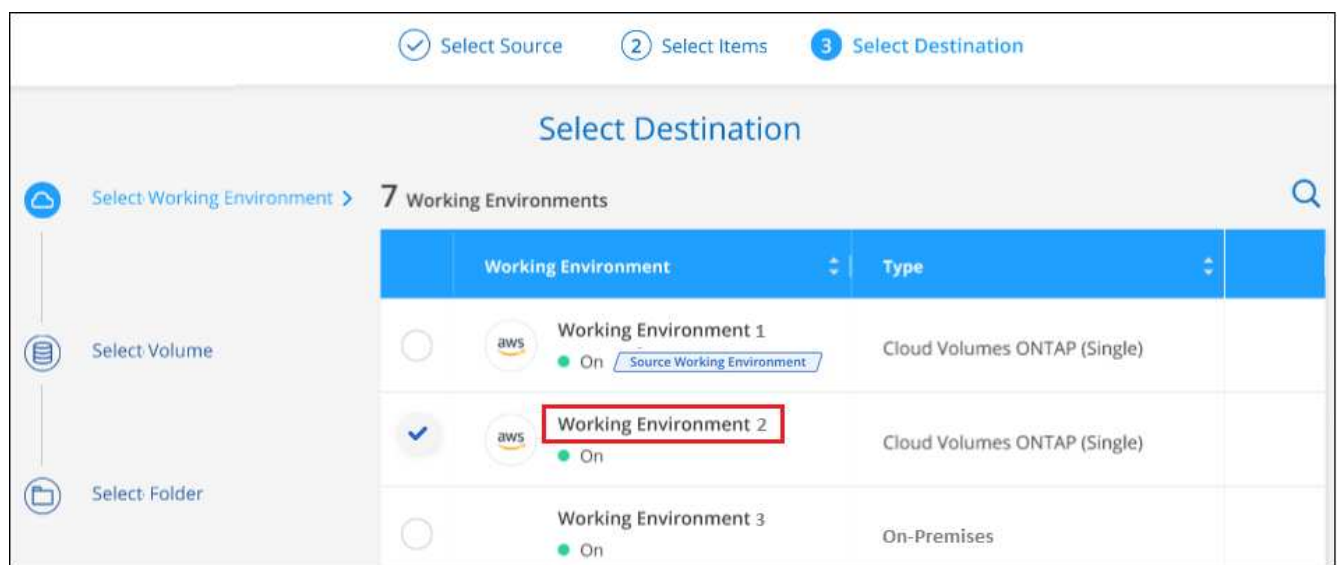 Select Source 2 Select Items 3 Select Destination
Select Destination
Select Working Environment > 7 Working Environments
Working Environment Type
Working Environment 1
aws On Source Working Environment Cloud Volumes ONTAP (Single)
Select Volume
Working Environment 2
aws On Cloud Volumes ONTAP (Single)
Select Folder
Working Environment 3
On On-Premises